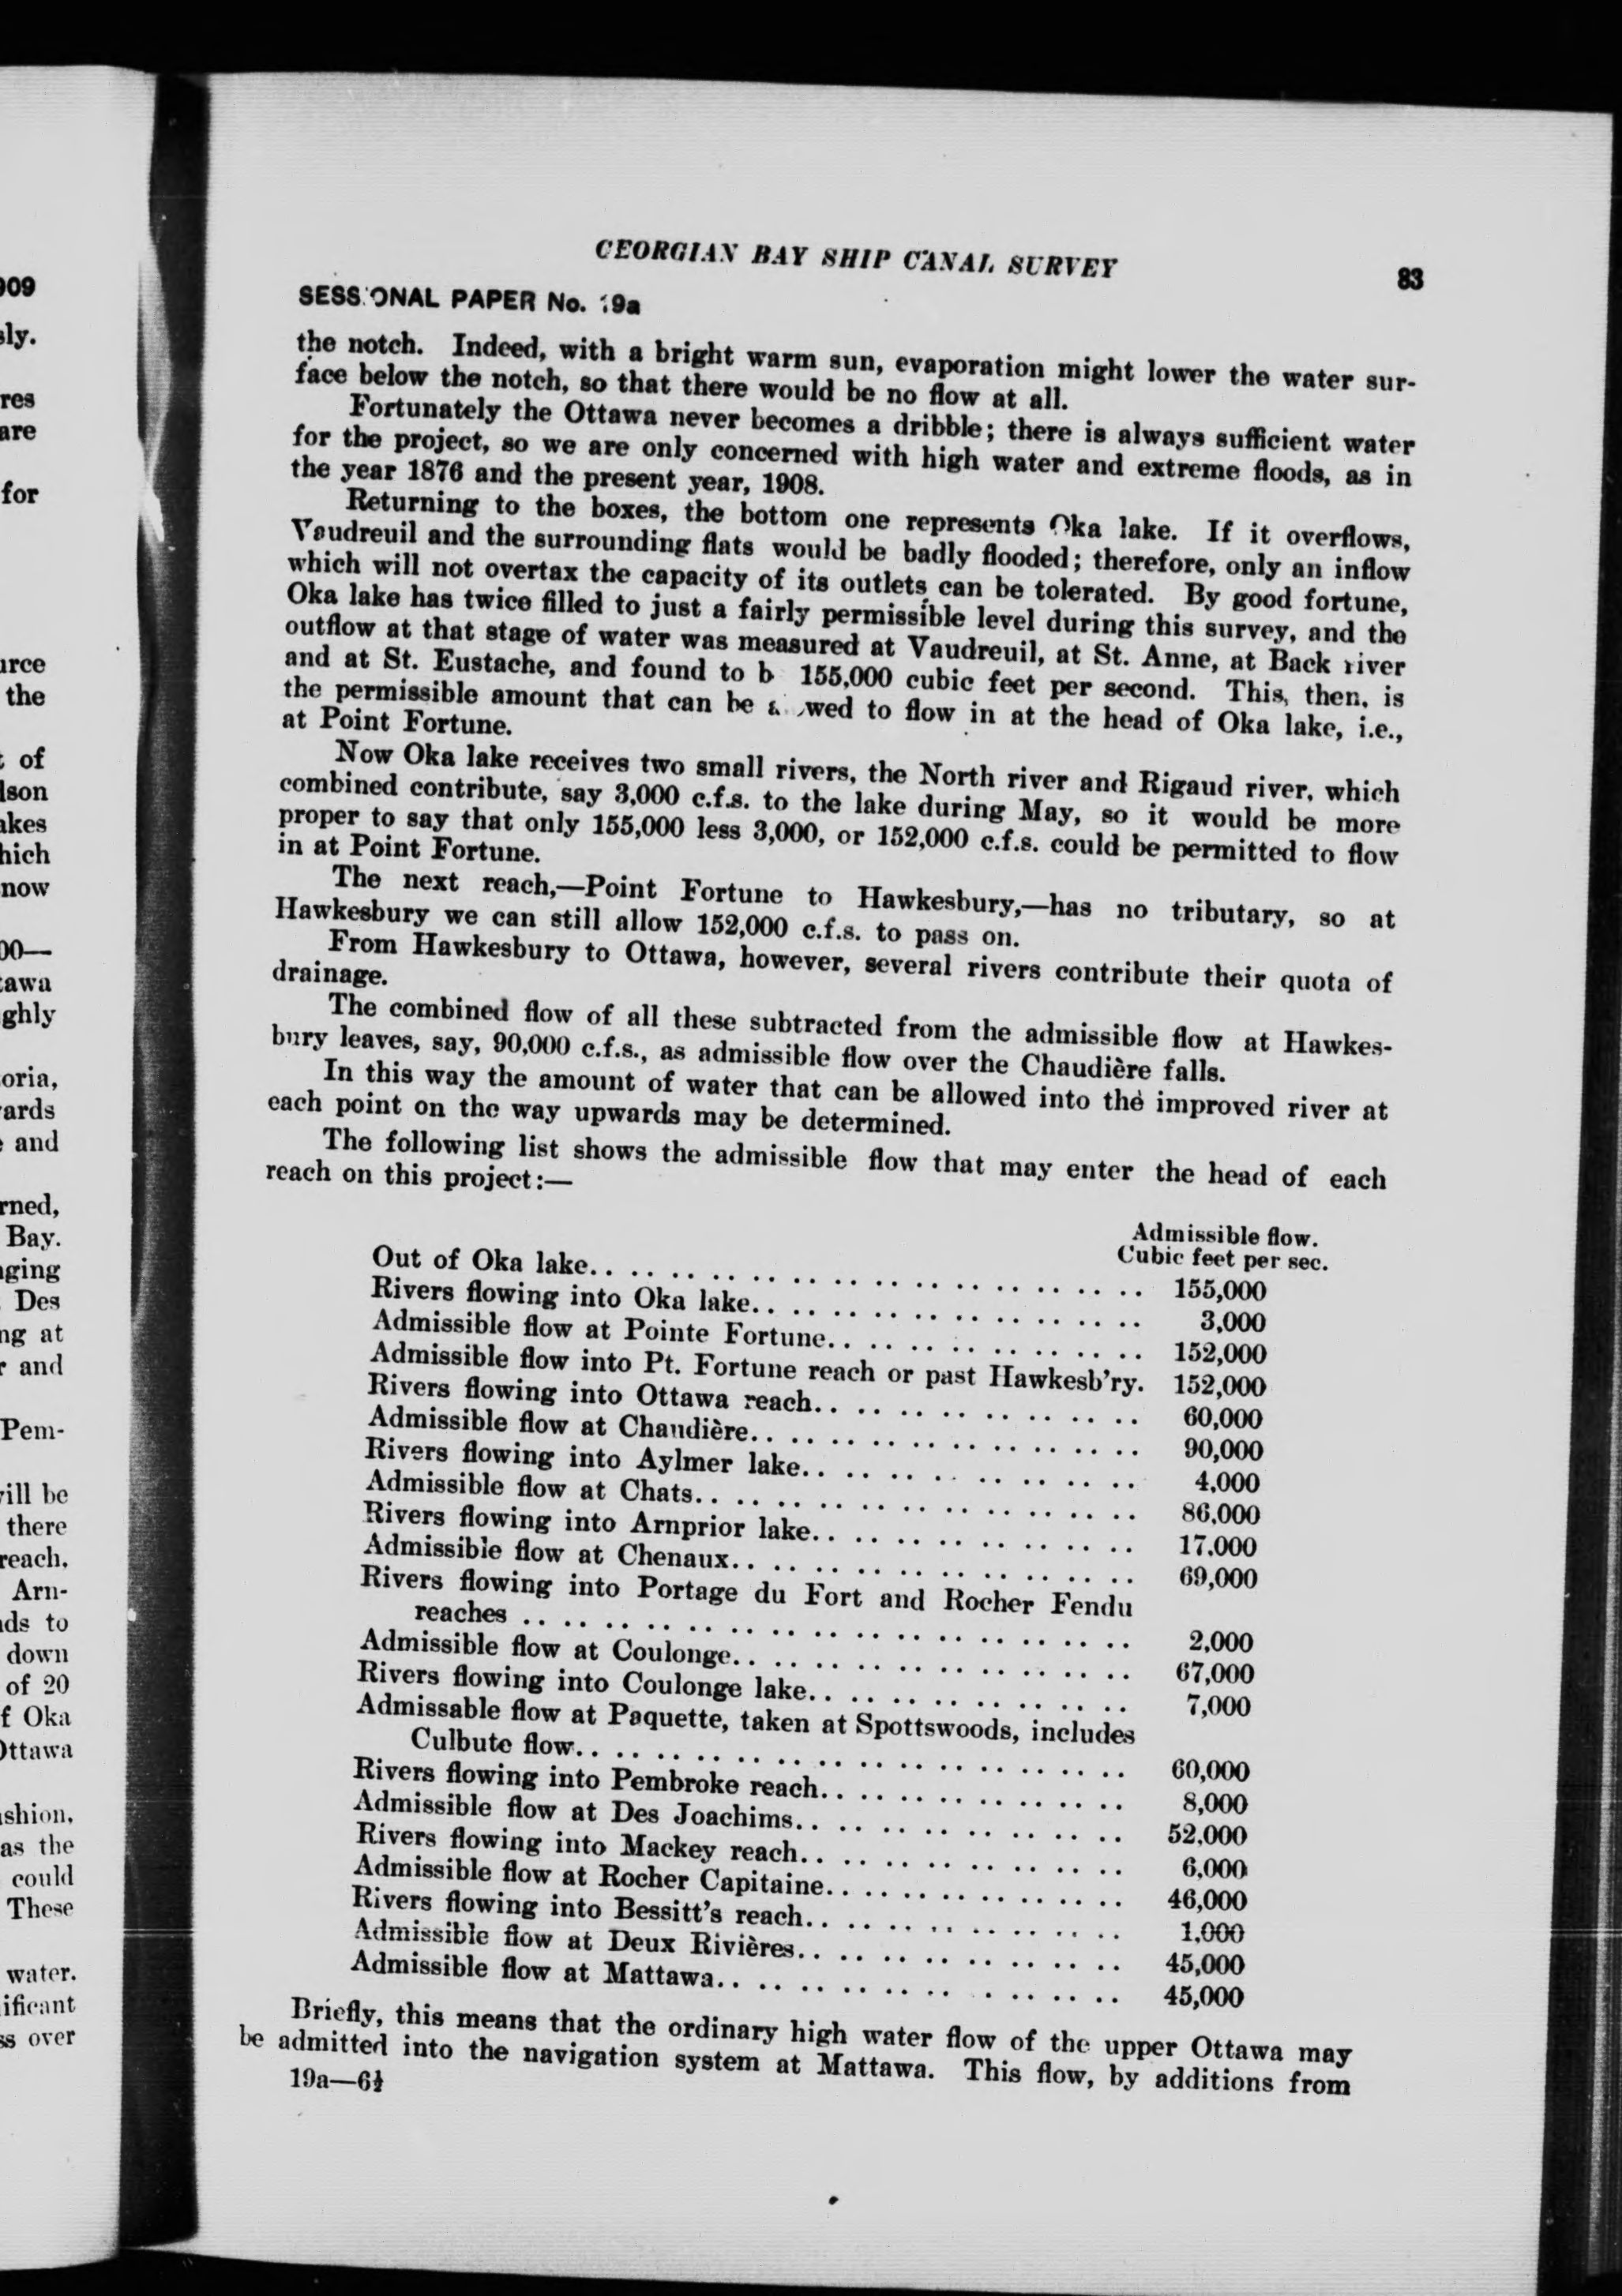 GEORGIAN BAY SHIP CANAL SURVEY 83
SESSIONAL PAPER No. 19a
the notch. Indeed, with a bright warm sun, evaporation might lower the water sur-
face below the notch, so that there would be no flow at all.
Fortunately the Ottawa never becomes a dribble; there is always sufficient water
for the project, so we are only concerned with high water and extreme floods, as in
the year 1876 and the present year, 1908.
Returning to the boxes, the bottom one represents Oka lake. If it overflows,
Vaudreuil and the surrounding flats would be badly flooded; therefore, only an inflow
which will not overtax the capacity of its outlets can be tolerated. By good fortune,
Oka lake has twice filled to just a fairly permissible level during this survey, and the
outflow at that stage of water was measured at Vaudreuil, at St. Anne, at Back river
and at St. Eustache, and found to b 155,000 cubic feet per second. This, then, is
the permissible amount that can be a wed to flow in at the head of Oka lake, i.e.,
at Point Fortune.
Now Oka lake receives two small rivers, the North river and Rigaud river, which
combined contribute, say 3,000 c.f.s. to the lake during May, so it would be more
proper to say that only 155,000 less 3,000, or 152,000 c.f.s. could be permitted to flow
in at Point Fortune.
The next reach,—Point Fortune to Hawkesbury,—has no tributary, so at
Hawkesbury we can still allow 152,000 c.f.s. to pass on.
From Hawkesbury to Ottawa, however, several rivers contribute their quota of
drainage.
The combined flow of all these subtracted from the admissible flow at Hawkes-
bury leaves, say, 90,000 c.f.s., as admissible flow over the Chaudière falls.
In this way the amount of water that can be allowed into the improved river at
each point on the way upwards may be determined.
The following list shows the admissible flow that may enter the head of each
reach on this project:—
Admissible flow.
Cubic feet per sec.
Out of Oka lake.. 155,000
Rivers flowing into Oka lake.. 3,000
Admissible flow at Pointe Fortune.. 152,000
Admissible flow into Pt. Fortune reach or past Hawkesb'ry. 152,000
Rivers flowing into Ottawa reach.. 60,000
Admissible flow at Chaudière.. 90,000
Rivers flowing into Aylmer lake.. 4,000
Admissible flow at Chats.. 86,000
Rivers flowing into Arnprior lake.. 17,000
Admissible flow at Chenaux.. 69,000
Rivers flowing into Portage du Fort and Rocher Fendu
reaches .. 2,000
Admissible flow at Coulonge.. 67,000
Rivers flowing into Coulonge lake.. 7,000
Admissable flow at Paquette, taken at Spottswoods, includes
Culbute flow.. 60,000
Rivers flowing into Pembroke reach.. 8,000
Admissible flow at Des Joachims.. 52,000
Rivers flowing into Mackey reach.. 6,000
Admissible flow at Rocher Capitaine.. 46,000
Rivers flowing into Bessitt's reach.. 1,000
Admissible flow at Deux Rivières.. 45,000
Admissible flow at Mattawa.. 45,000
Briefly, this means that the ordinary high water flow of the upper Ottawa may
be admitted into the navigation system at Mattawa. This flow, by additions from
19a—6½